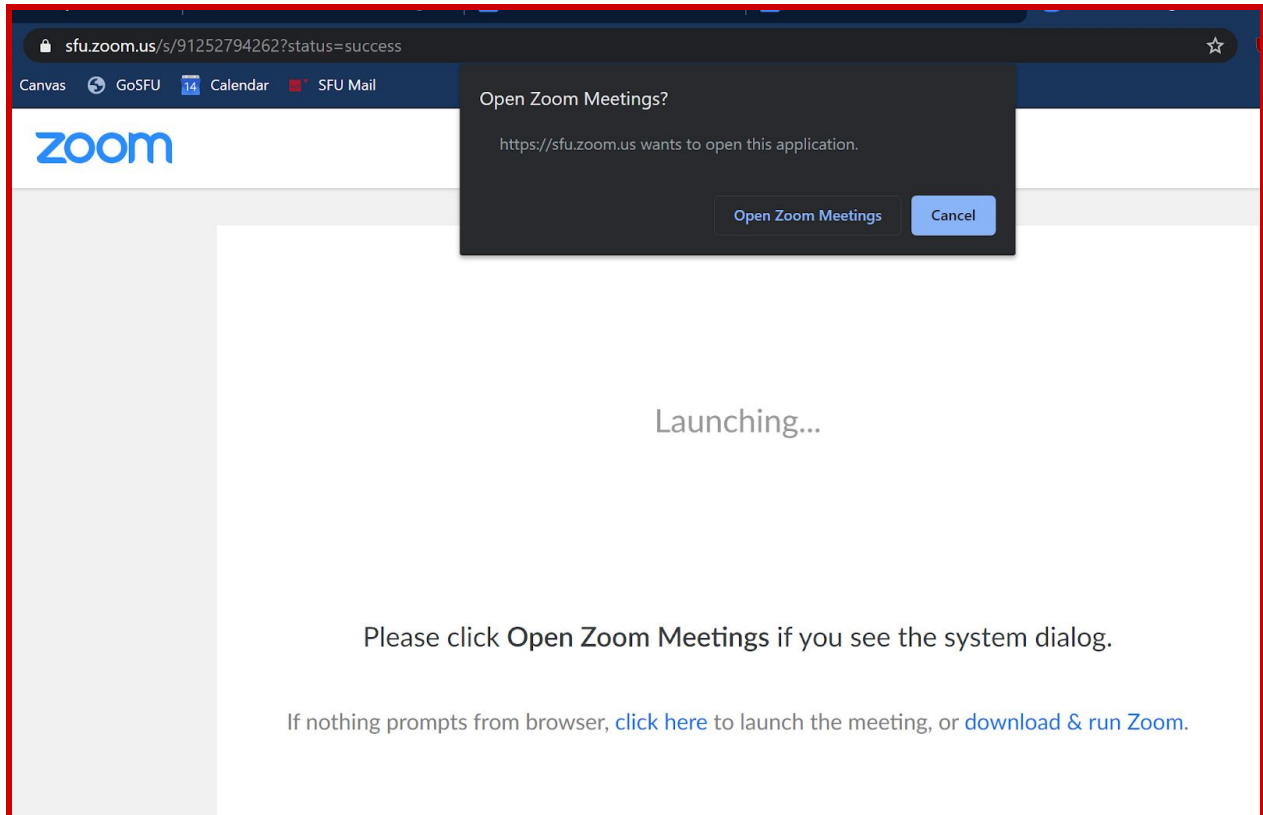 sfu.zoom.us/s/91252794262?status=success
Canvas GoSFU 14 Calendar SFU Mail
Open Zoom Meetings?
https://sfu.zoom.us wants to open this application.
Open Zoom Meetings Cancel
zoom
Launching...
Please click Open Zoom Meetings if you see the system dialog.
If nothing prompts from browser, click here to launch the meeting, or download & run Zoom.